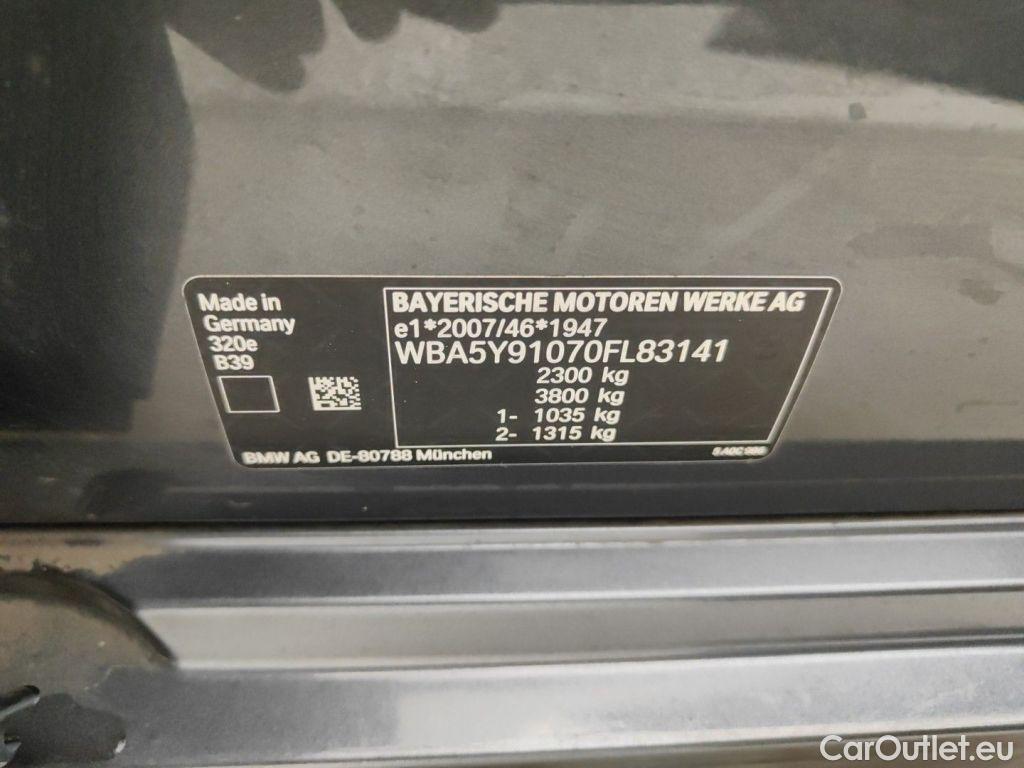 Made in
Germany
320e
B39
BAYERISCHE MOTOREN WERKE AG
e1*2007/46*1947
WBA5Y91070FL83141
2300 kg
3800 kg
1- 1035 kg
2- 1315 kg
BMW AG DE-80788 München
CarOutlet.eu